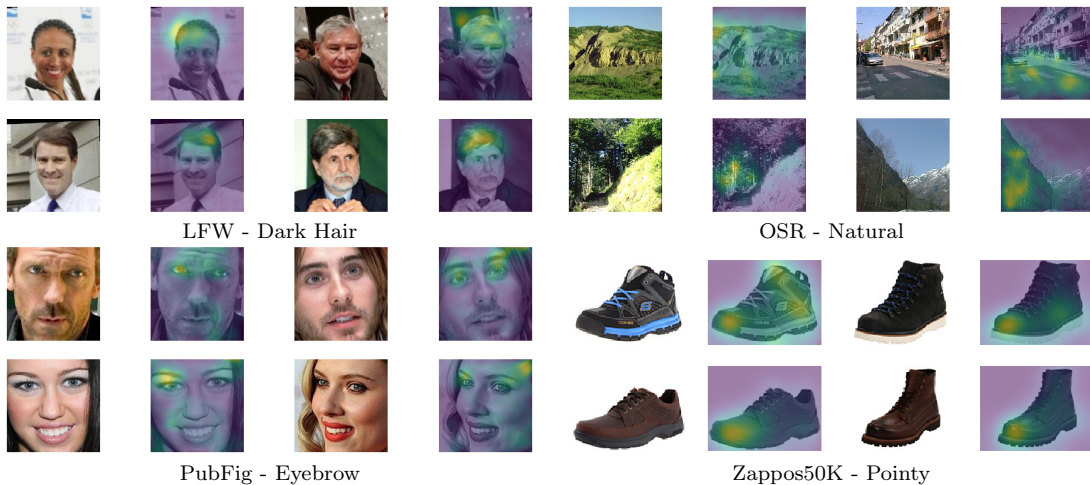 LFW - Dark Hair
OSR - Natural
PubFig - Eyebrow
Zappos50K - Pointy